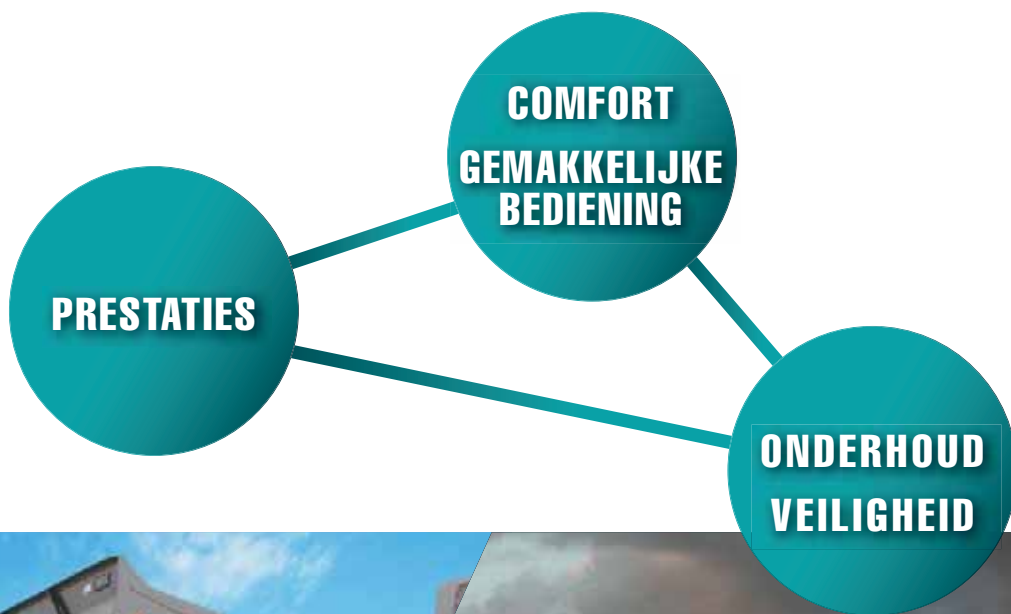 COMFORT
GEMAKKELIJKE
BEDIENING
PRESTATIES
ONDERHOUD
VEILIGHEID